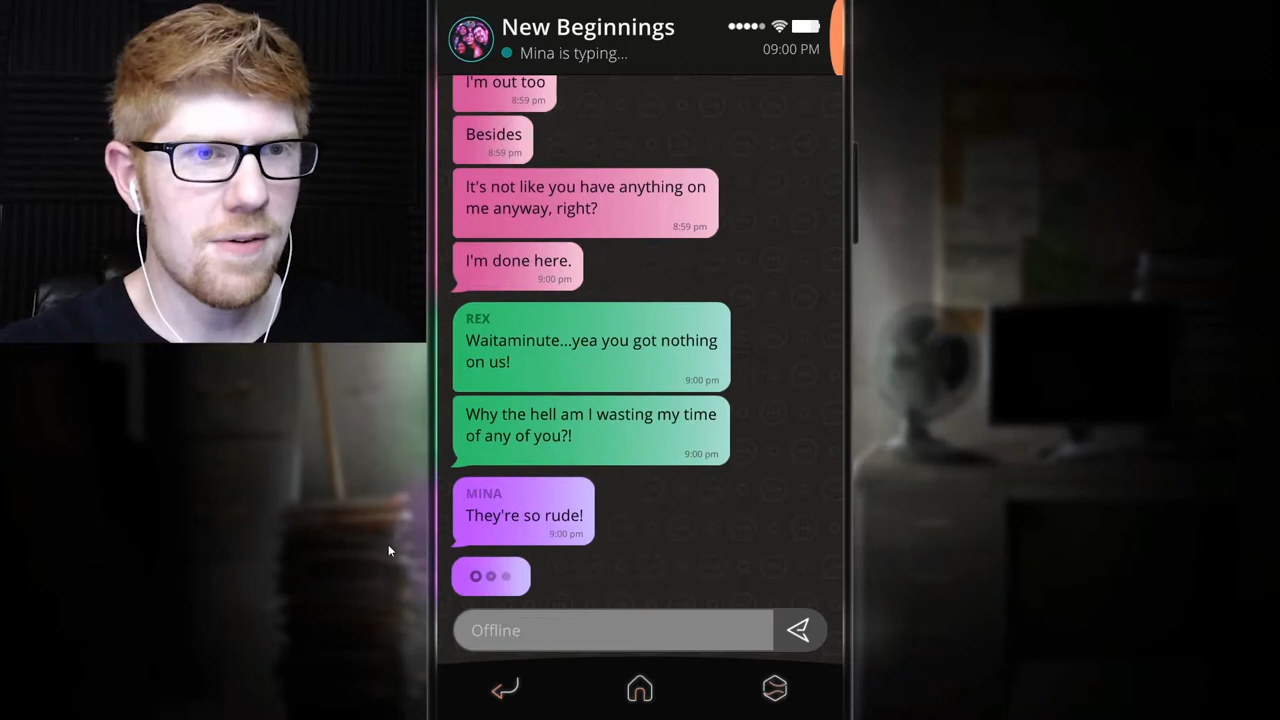 New Beginnings
Mina is typing...
09:00 PM
I'm out too
8:59 pm
Besides
8:59 pm
It's not like you have anything on
me anyway, right?
8:59 pm
I'm done here.
9:00 pm
REX
Waitaminute...yea you got nothing
on us!
9:00 pm
Why the hell am I wasting my time
of any of you?!
9:00 pm
MINA
They're so rude!
9:00 pm
Offline